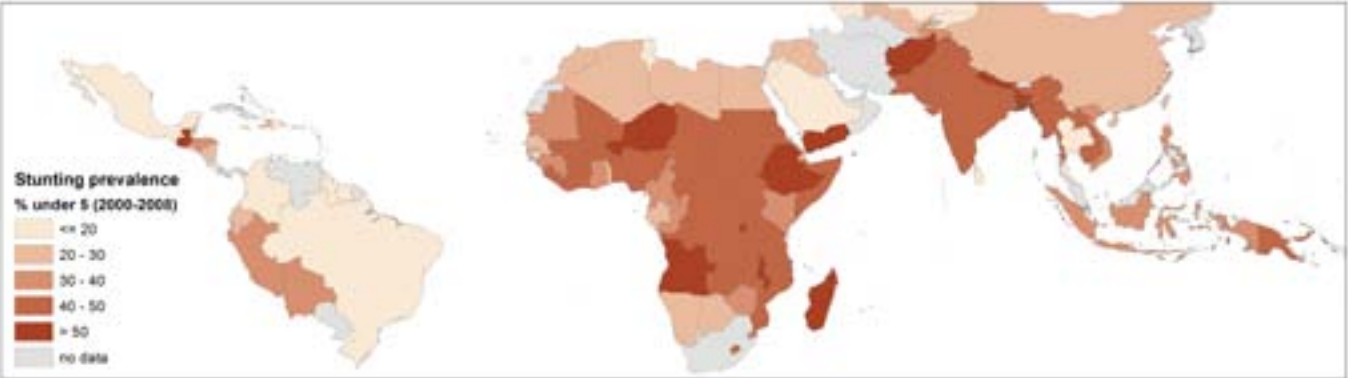 Stunting prevalence
% under 5 (2000-2008)
<= 20
20 - 30
30 - 40
40 - 50
> 50
no data